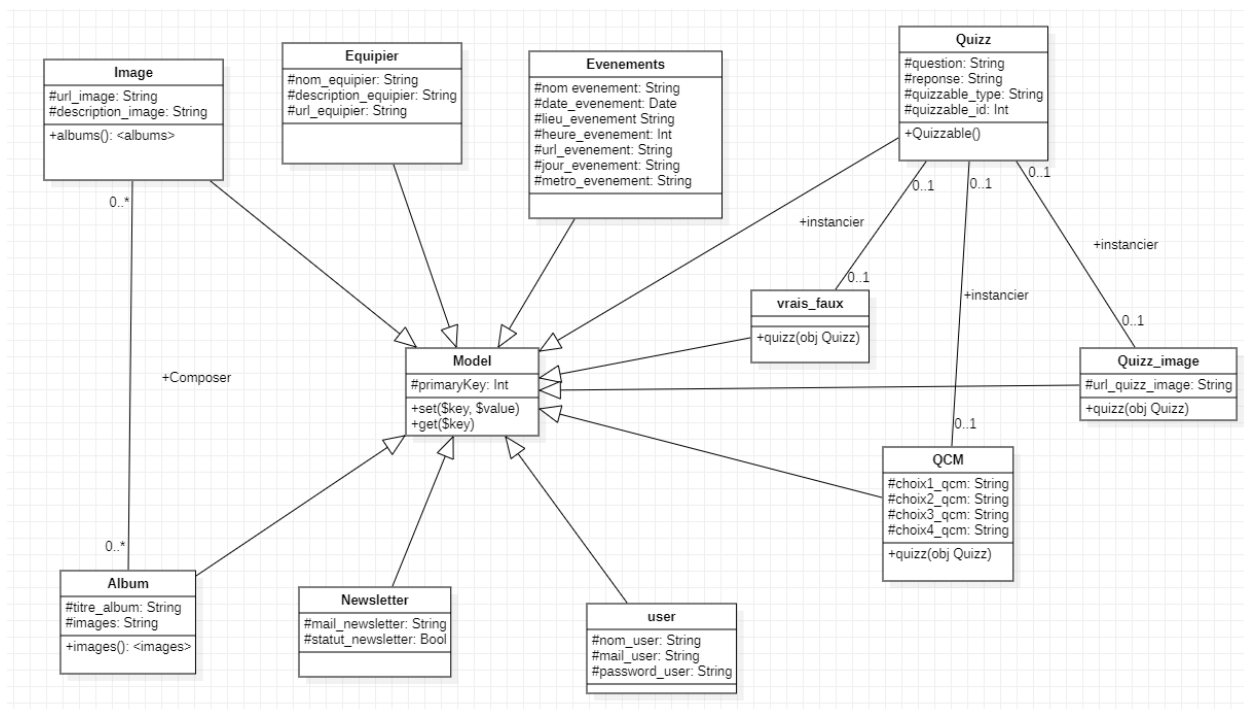 Image
#url_image: String
#description_image: String
+albums(): <albums>
Equipier
#nom_equipier: String
#description_equipier: String
#url_equipier: String
Evenements
#nom evenement: String
#date_evenement: Date
#lieu_evenement String
#heure_evenement: Int
#url_evenement: String
#jour_evenement: String
#metro_evenement: String
Quizz
#question: String
#reponse: String
#quizzable_type: String
#quizzable_id: Int
+Quizzable()
0..*
0..1
0..1
0..1
+instancier
+instancier
+instancier
0..1
0..1
0..1
vrais_faux
+quizz(obj Quizz)
Quizz_image
#url_quizz_image: String
+quizz(obj Quizz)
Model
#primaryKey: Int
+set($key, $value)
+get($key)
+Composer
QCM
#choix1_qcm: String
#choix2_qcm: String
#choix3_qcm: String
#choix4_qcm: String
+quizz(obj Quizz)
0..*
Album
#titre_album: String
#images: String
+images(): <images>
Newsletter
#mail_newsletter: String
#statut_newsletter: Bool
user
#nom_user: String
#mail_user: String
#password_user: String